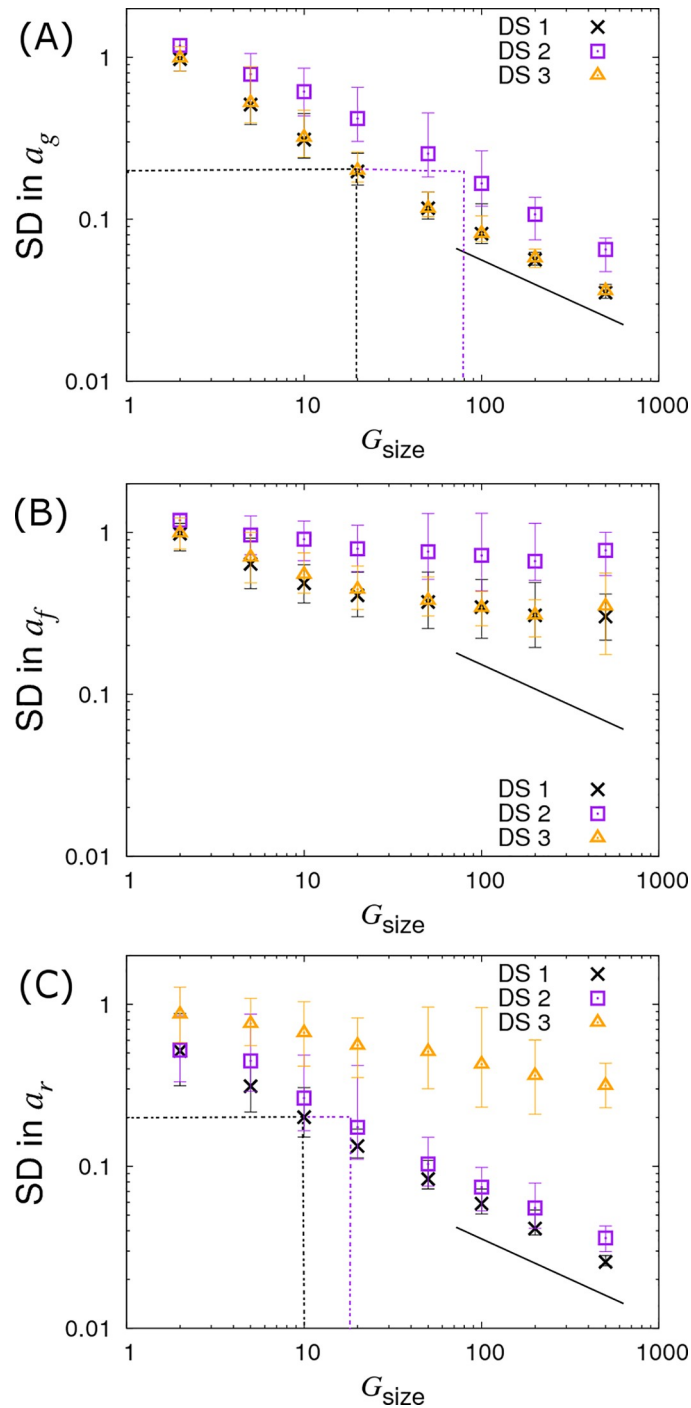 (A)
DS 1
DS 2
DS 3
1
0.1
0.01
SD in a_g
1 10 100 1000
G_size
(B)
1
0.1
0.01
SD in a_f
DS 1
DS 2
DS 3
1 10 100 1000
G_size
(C)
DS 1
DS 2
DS 3
1
0.1
0.01
SD in a_r
1 10 100 1000
G_size